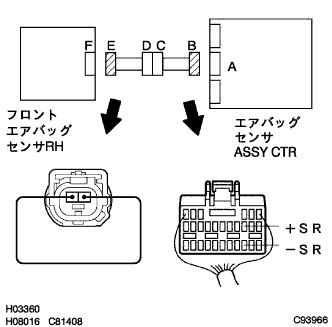 F E D C B
A
フロント
エアバッグ
センサRH
エアバッグ
センサ
ASSY CTR
+SR
−SR
H03360
H08016 C81408
C93966